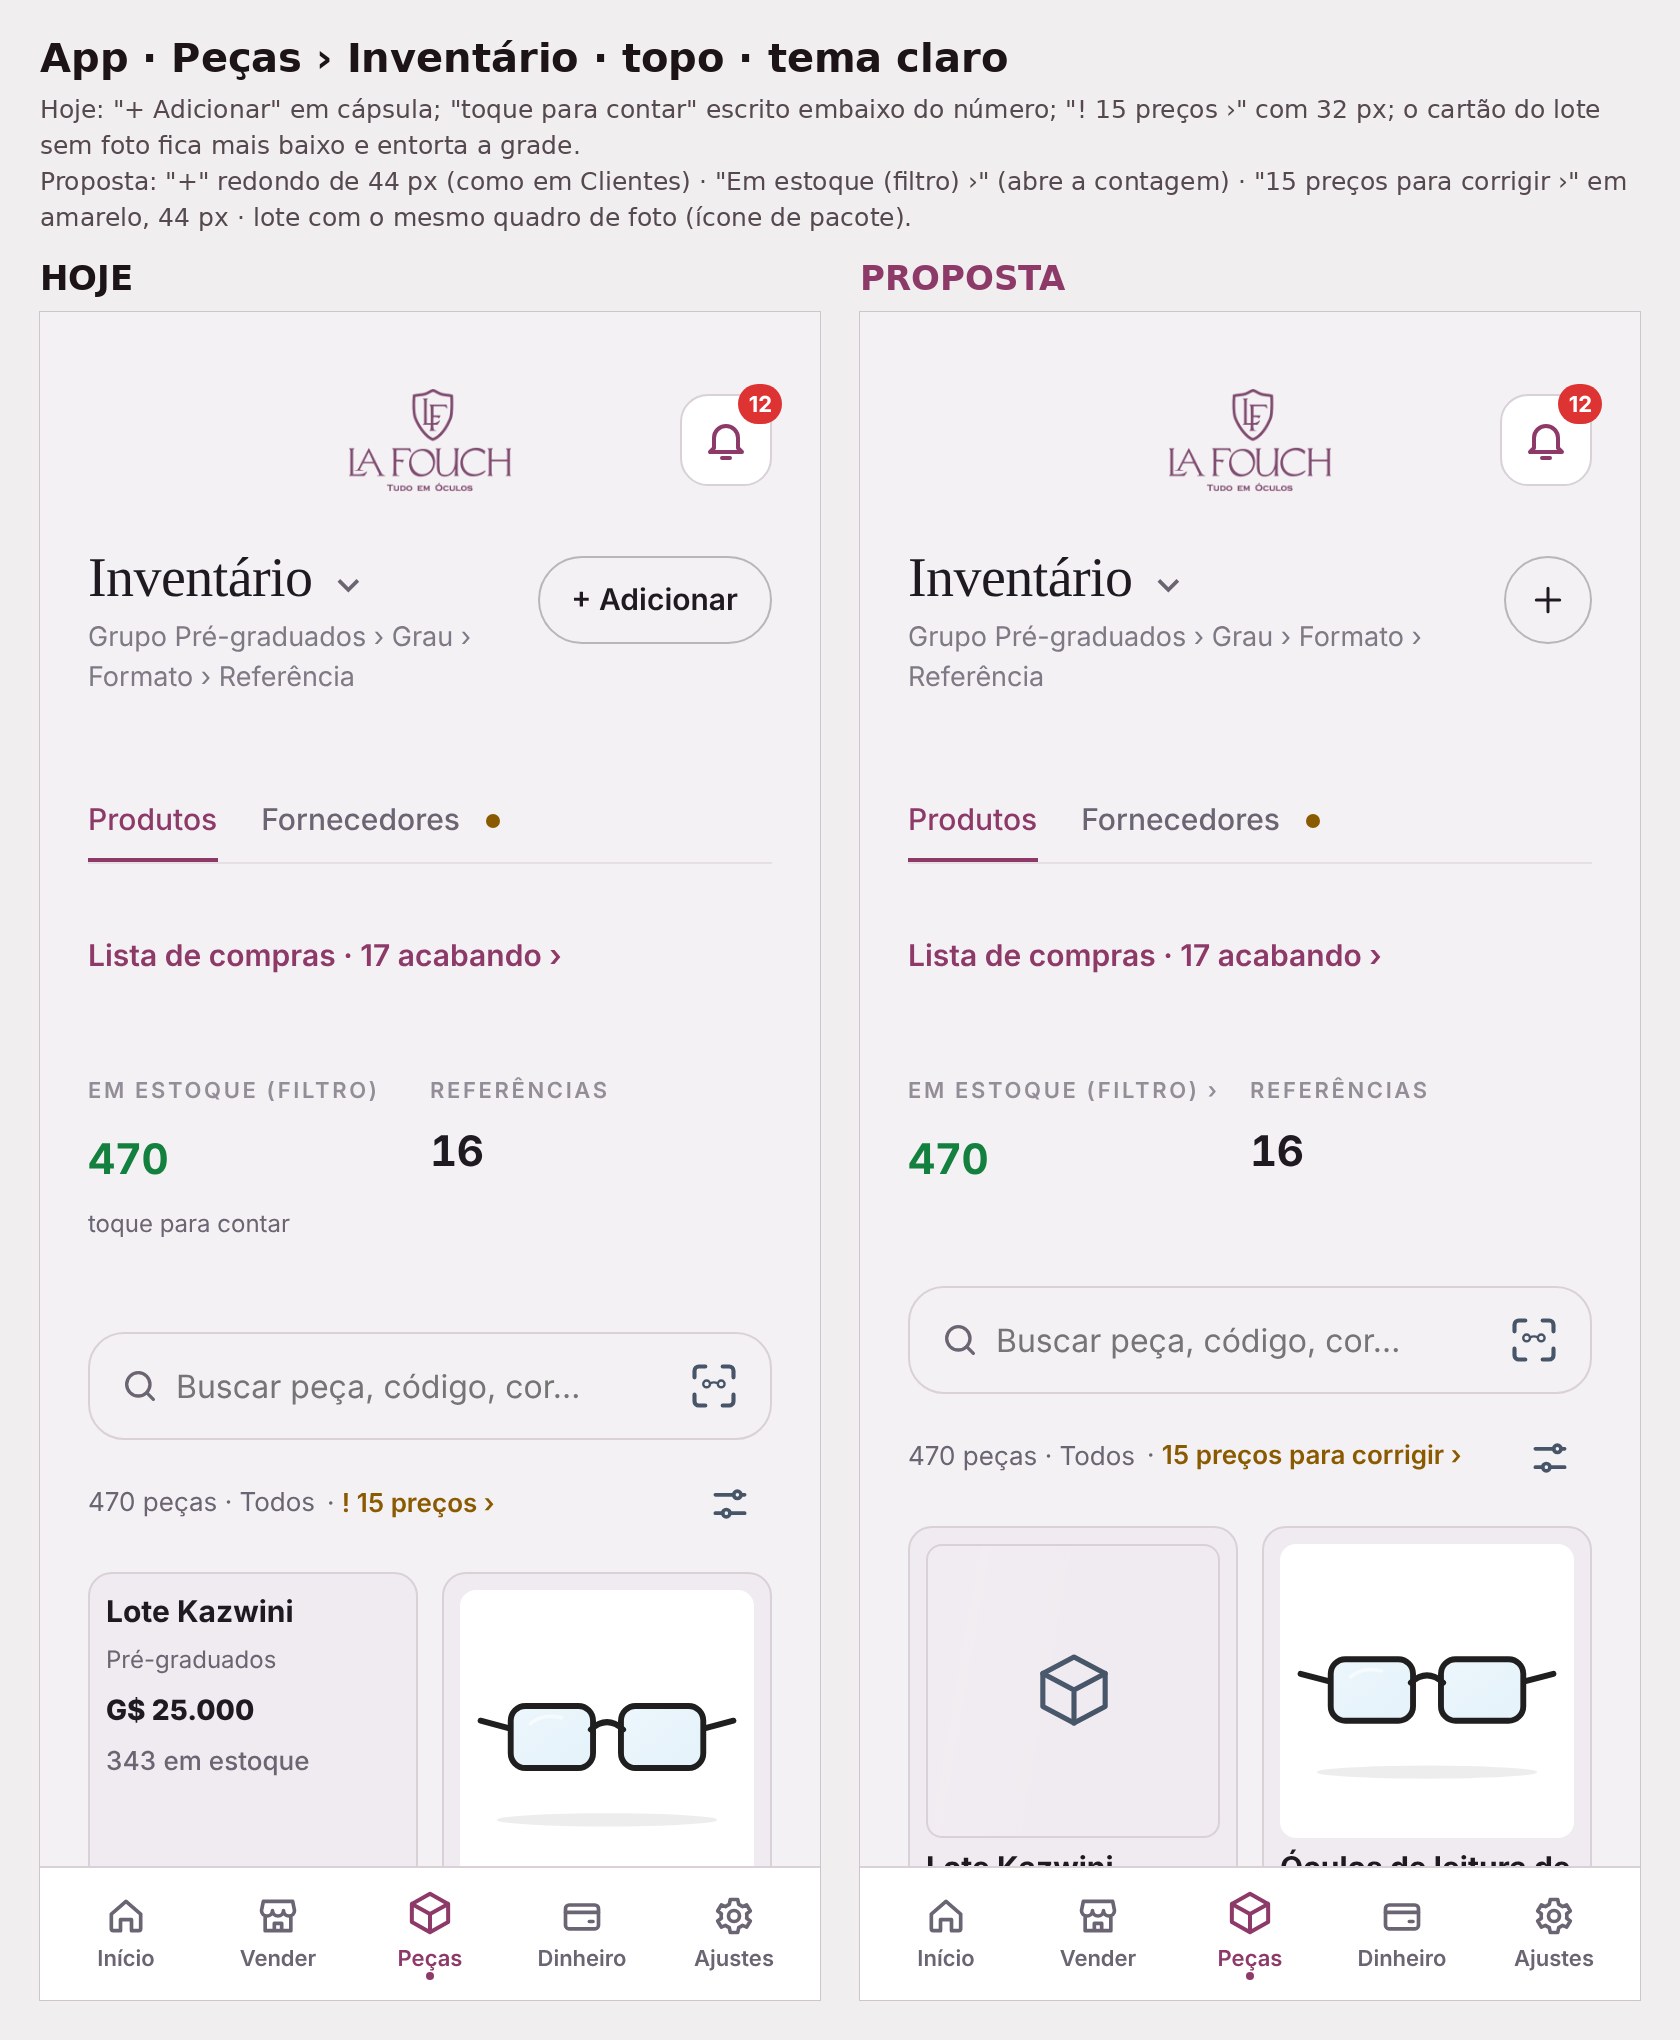 App · Peças › Inventário · topo · tema claro
Hoje: "+ Adicionar" em cápsula; "toque para contar" escrito embaixo do número; "! 15 preços ›" com 32 px; o cartão do lote
sem foto fica mais baixo e entorta a grade.
Proposta: "+" redondo de 44 px (como em Clientes) · "Em estoque (filtro) ›" (abre a contagem) · "15 preços para corrigir ›" em
amarelo, 44 px · lote com o mesmo quadro de foto (ícone de pacote).
HOJE
LF
LA FOUCH
TUDO EM ÓCULOS
12
Inventário
+ Adicionar
Grupo Pré-graduados › Grau ›
Formato › Referência
Produtos
Fornecedores
Lista de compras · 17 acabando ›
EM ESTOQUE (FILTRO)
REFERÊNCIAS
470
16
toque para contar
Buscar peça, código, cor...
470 peças · Todos · ! 15 preços ›
Lote Kazwini
Pré-graduados
G$ 25.000
343 em estoque
Início
Vender
Peças
Dinheiro
Ajustes
PROPOSTA
LF
LA FOUCH
TUDO EM ÓCULOS
12
Inventário
+
Grupo Pré-graduados › Grau › Formato ›
Referência
Produtos
Fornecedores
Lista de compras · 17 acabando ›
EM ESTOQUE (FILTRO) ›
REFERÊNCIAS
470
16
Buscar peça, código, cor...
470 peças · Todos · 15 preços para corrigir ›
Lote Kazwini
Óculos de leitura de
Início
Vender
Peças
Dinheiro
Ajustes